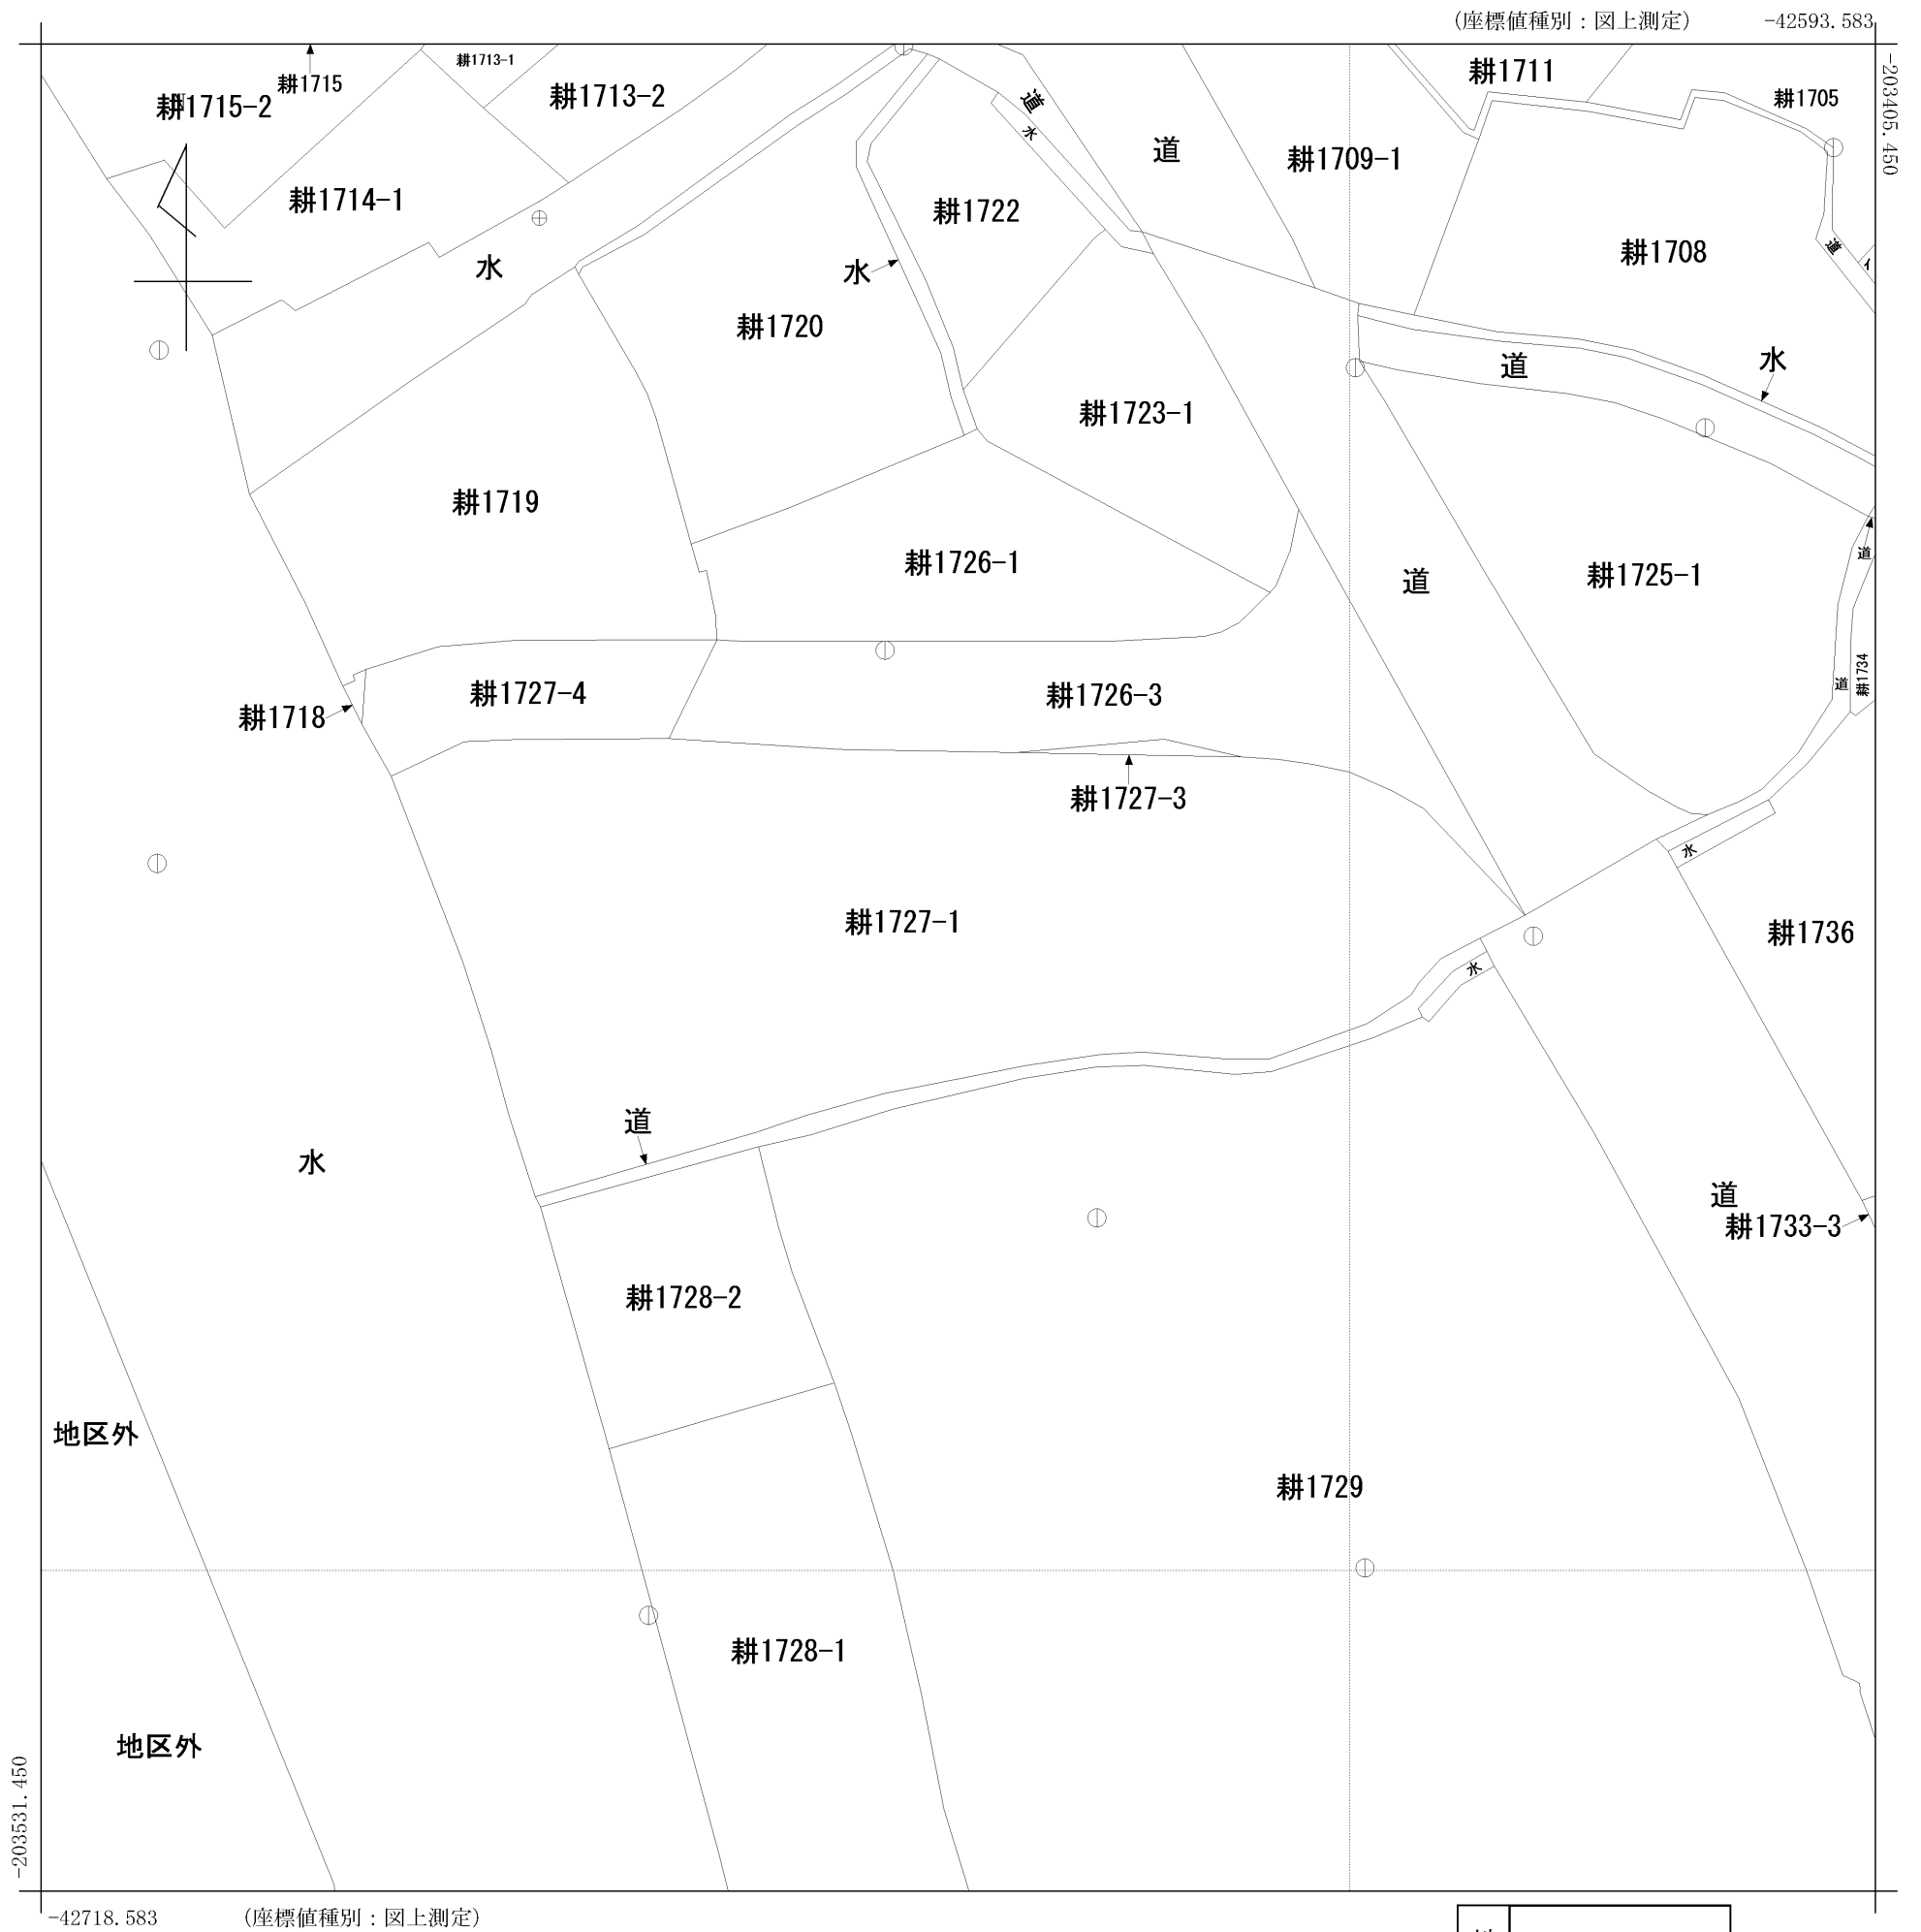 (座標値種別：図上測定)
-42593.583
-203405.450
耕1715-2
耕1715
耕1713-1
耕1713-2
耕1714-1
水
道
水
道
耕1711
耕1705
耕1709-1
耕1722
耕1708
道
水
耕1720
道
水
耕1723-1
耕1719
耕1726-1
道
耕1725-1
道
耕1727-4
耕1726-3
道
耕1734
耕1718
耕1727-3
水
耕1727-1
耕1736
水
道
水
道
耕1733-3
耕1728-2
地区外
耕1729
耕1728-1
地区外
-203531.450
-42718.583
(座標値種別：図上測定)